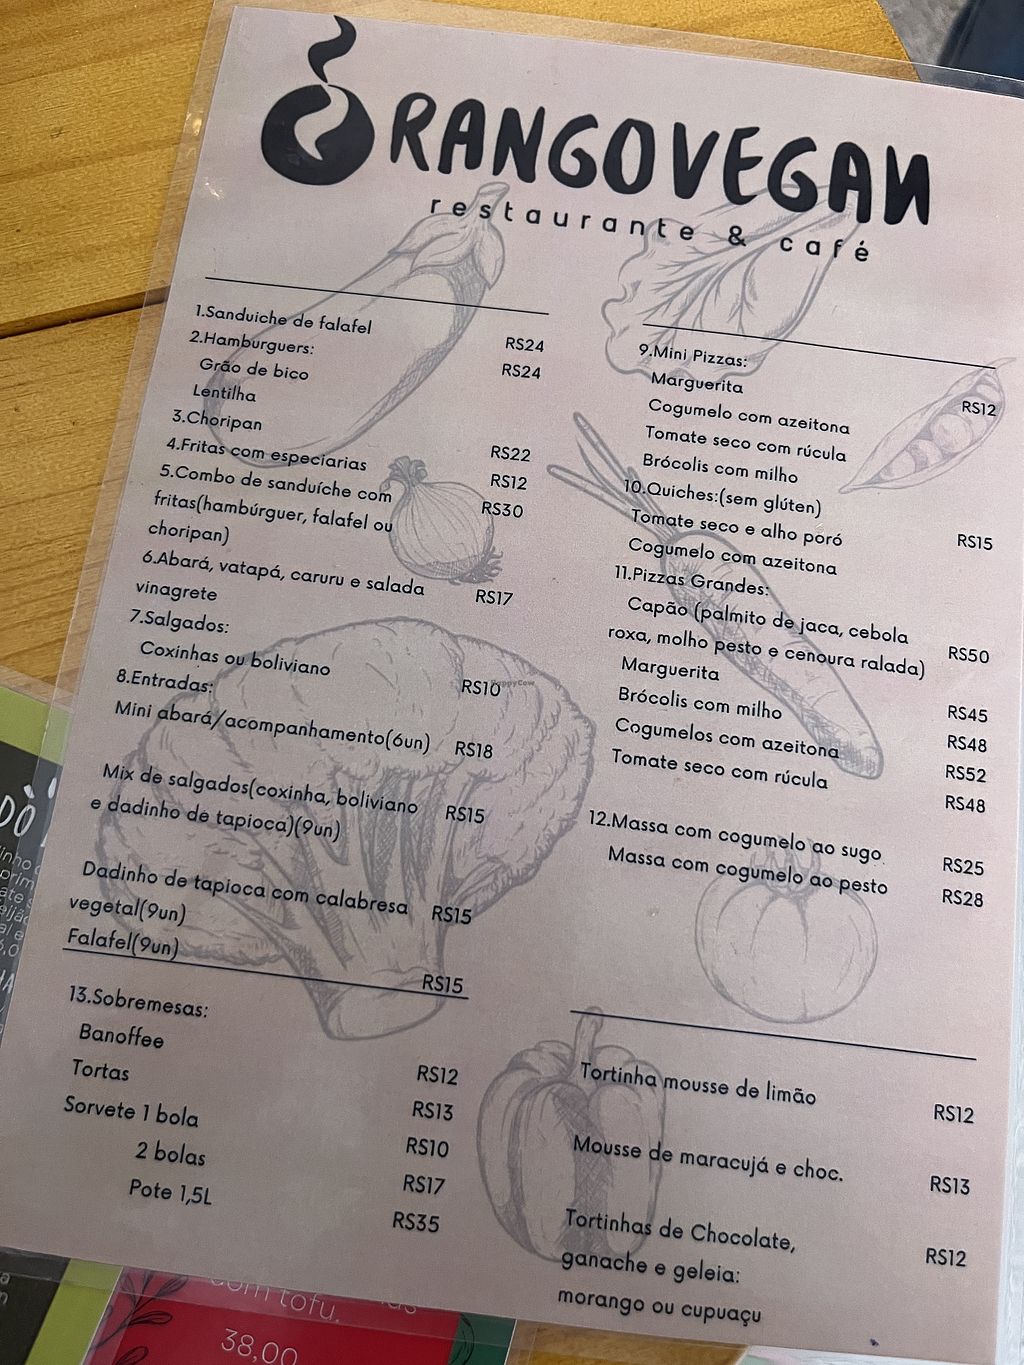 RANGOVEGAN
restaurante & café
1.Sanduiche de falafel RS24
2.Hamburguers: RS24
Grão de bico
Lentilha
3.Choripan RS22
4.Fritas com especiarias RS12
5.Combo de sanduíche com RS30
fritas(hambúrguer, falafel ou
choripan)
6.Abará, vatapá, caruru e salada RS17
vinagrete
7.Salgados:
Coxinhas ou boliviano RS10
8.Entradas:
Mini abará/acompanhamento(6un) RS18
Mix de salgados(coxinha, boliviano RS15
e dadinho de tapioca)(9un)
Dadinho de tapioca com calabresa RS15
vegetal(9un)
Falafel(9un) RS15
9.Mini Pizzas:
Marguerita RS12
Cogumelo com azeitona
Tomate seco com rúcula
Brócolis com milho
10.Quiches:(sem glúten)
Tomate seco e alho poró RS15
Cogumelo com azeitona
11.Pizzas Grandes:
Capão (palmito de jaca, cebola RS50
roxa, molho pesto e cenoura ralada)
Marguerita RS45
Brócolis com milho RS48
Cogumelos com azeitona RS52
Tomate seco com rúcula RS48
12.Massa com cogumelo ao sugo RS25
Massa com cogumelo ao pesto RS28
13.Sobremesas:
Banoffee RS12
Tortas RS13
Sorvete 1 bola RS10
2 bolas RS17
Pote 1,5L RS35
Tortinha mousse de limão RS12
Mousse de maracujá e choc. RS13
Tortinhas de Chocolate, RS12
ganache e geleia:
morango ou cupuaçu
HappyCow
com tofu.
38,00